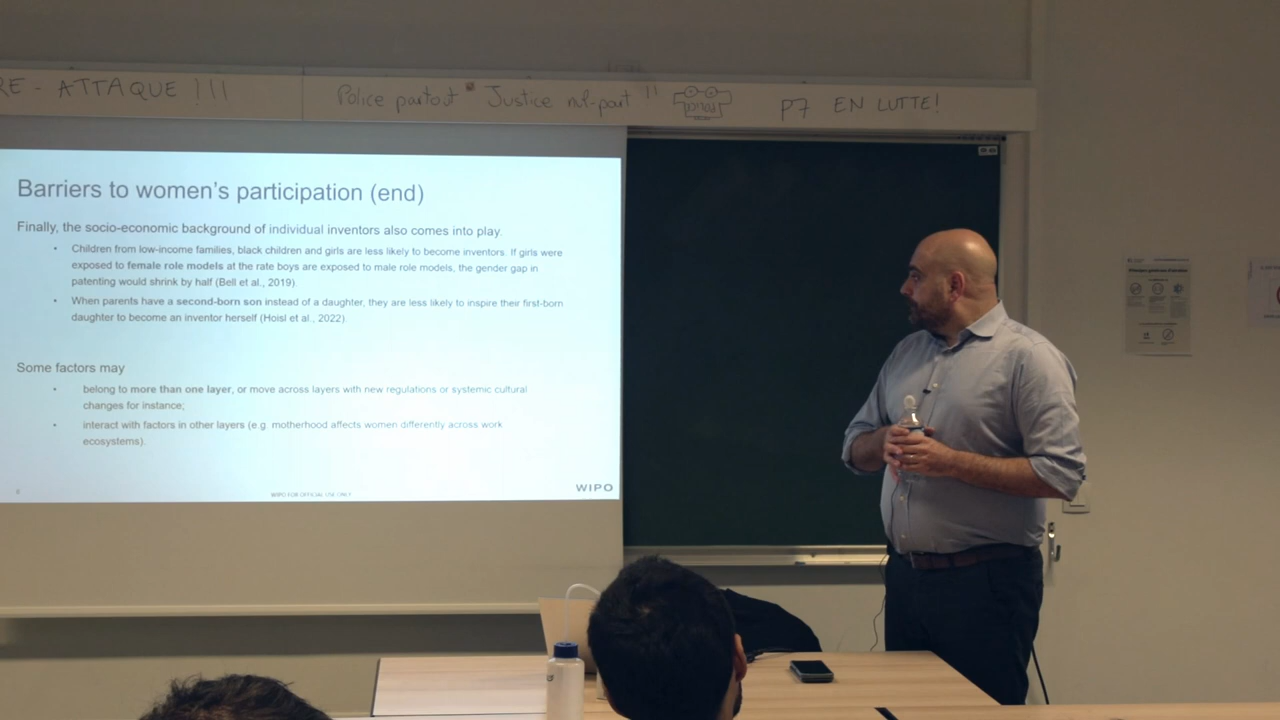 RE - ATTAQUE !!!
Police partout Justice nul-part !!
P7 EN LUTTE!
Barriers to women's participation (end)
Finally, the socio-economic background of individual inventors also comes into play.
• Children from low-income families, black children and girls are less likely to become inventors. If girls were
exposed to female role models at the rate boys are exposed to male role models, the gender gap in
patenting would shrink by half (Bell et al., 2019).
• When parents have a second-born son instead of a daughter, they are less likely to inspire their first-born
daughter to become an inventor herself (Hoisl et al., 2022).
Some factors may
• belong to more than one layer, or move across layers with new regulations or systemic cultural
changes for instance;
• interact with factors in other layers (e.g. motherhood affects women differently across work
ecosystems).
WIPO FOR OFFICIAL USE ONLY
WIPO